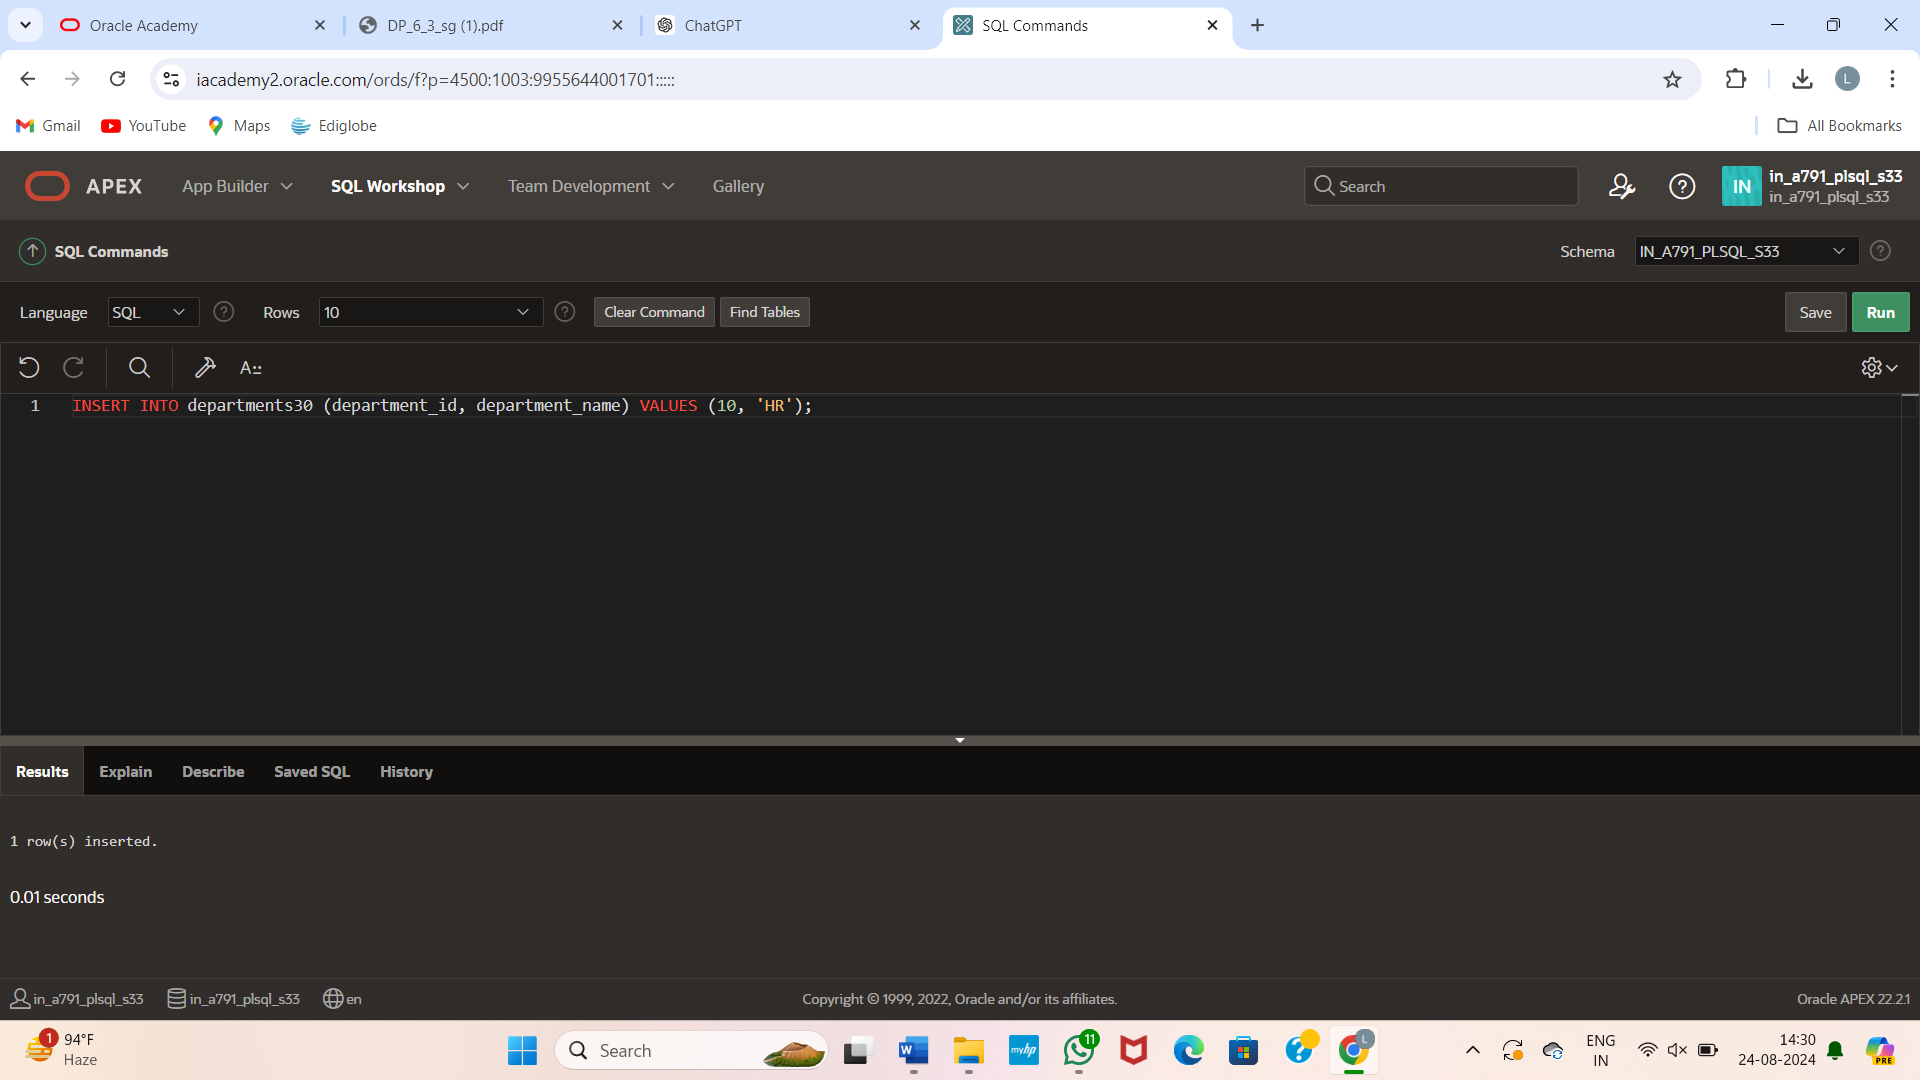 Oracle Academy
DP_6_3_sg (1).pdf
ChatGPT
SQL Commands
iacademy2.oracle.com/ords/f?p=4500:1003:9955644001701:::::
L
Gmail
YouTube
Maps
Ediglobe
All Bookmarks
APEX
App Builder
SQL Workshop
Team Development
Gallery
Search
IN
in_a791_plsql_s33
in_a791_plsql_s33
SQL Commands
Schema
IN_A791_PLSQL_S33
Language
SQL
Rows
10
Clear Command
Find Tables
Save
Run
A::
1 INSERT INTO departments30 (department_id, department_name) VALUES (10, 'HR');
Results
Explain
Describe
Saved SQL
History
1 row(s) inserted.
0.01 seconds
in_a791_plsql_s33
in_a791_plsql_s33
en
Copyright © 1999, 2022, Oracle and/or its affiliates.
Oracle APEX 22.2.1
1
94°F
Haze
Search
W
myhp
11
L
ENG
IN
14:30
24-08-2024
PRE